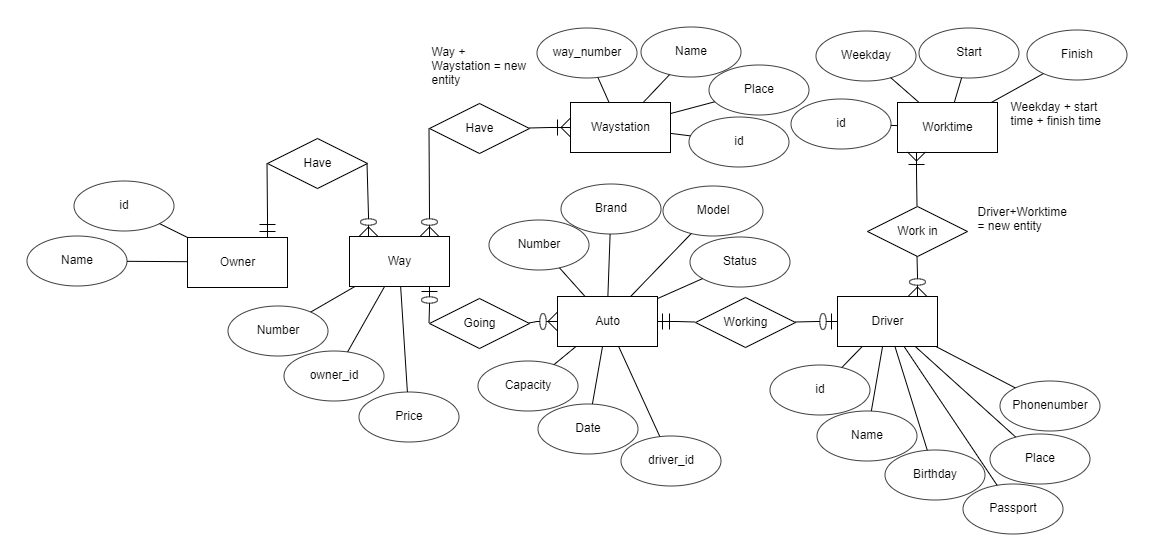 Way +
Waystation = new
entity
way_number
Name
Place
id
Have
Waystation
Weekday
Start
Finish
id
Worktime
Weekday + start
time + finish time
Have
id
Name
Owner
Way
Number
owner_id
Price
Going
Number
Brand
Model
Status
Auto
Capacity
Date
driver_id
Working
Work in
Driver+Worktime
= new entity
Driver
id
Name
Birthday
Passport
Place
Phonenumber